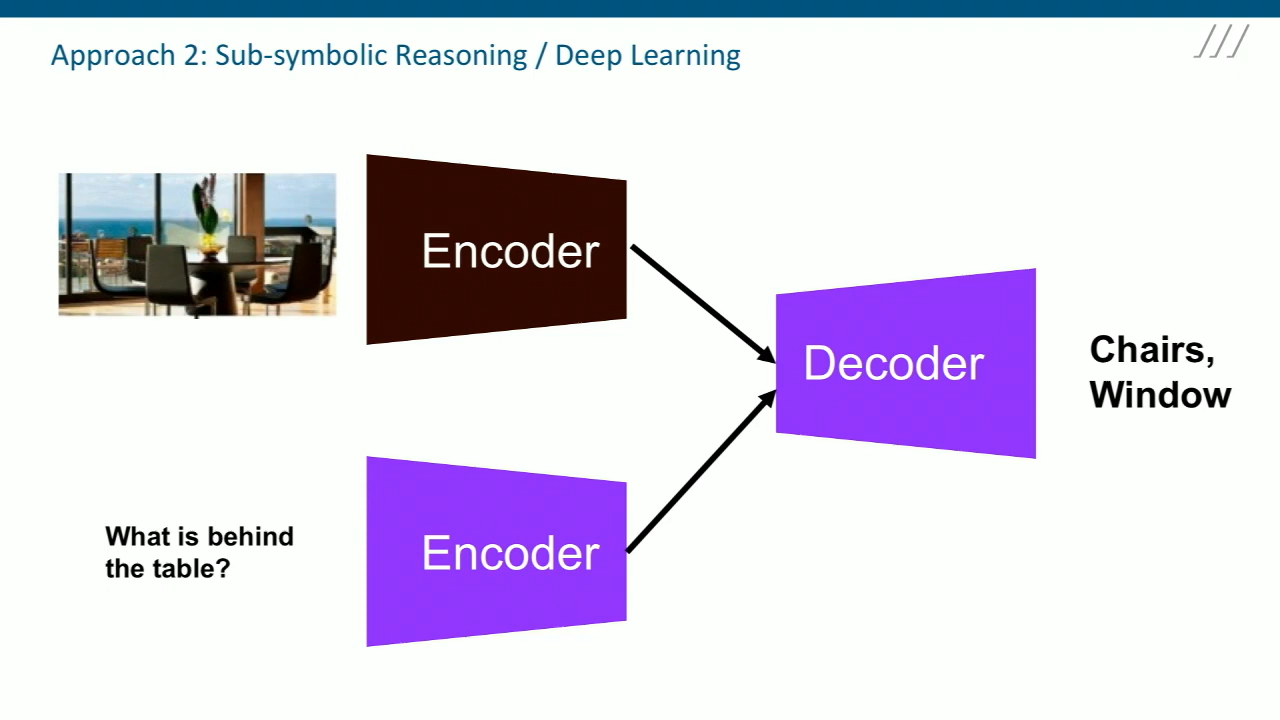 Approach 2: Sub-symbolic Reasoning / Deep Learning
Encoder
Decoder
Chairs,
Window
What is behind
the table?
Encoder